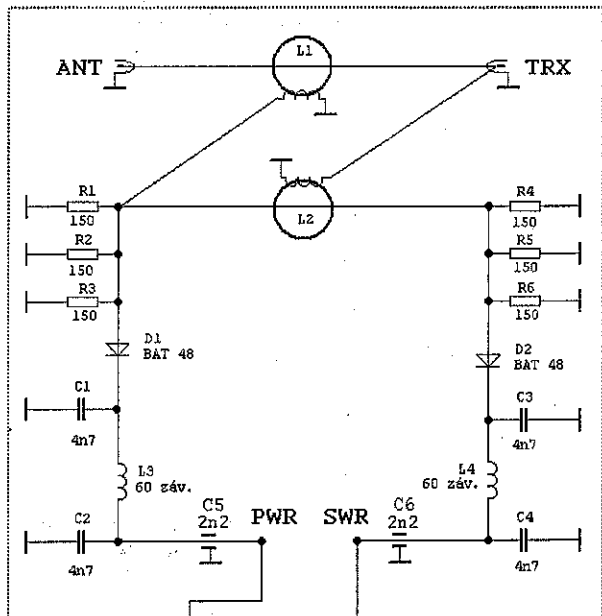 L1
ANT
TRX
R1
150
R2
150
R3
150
L2
R4
150
R5
150
R6
150
D1
BAT 48
D2
BAT 48
C1
4n7
C3
4n7
L3
60 záv.
L4
60 záv.
C2
4n7
C5
2n2
PWR
SWR
C6
2n2
C4
4n7